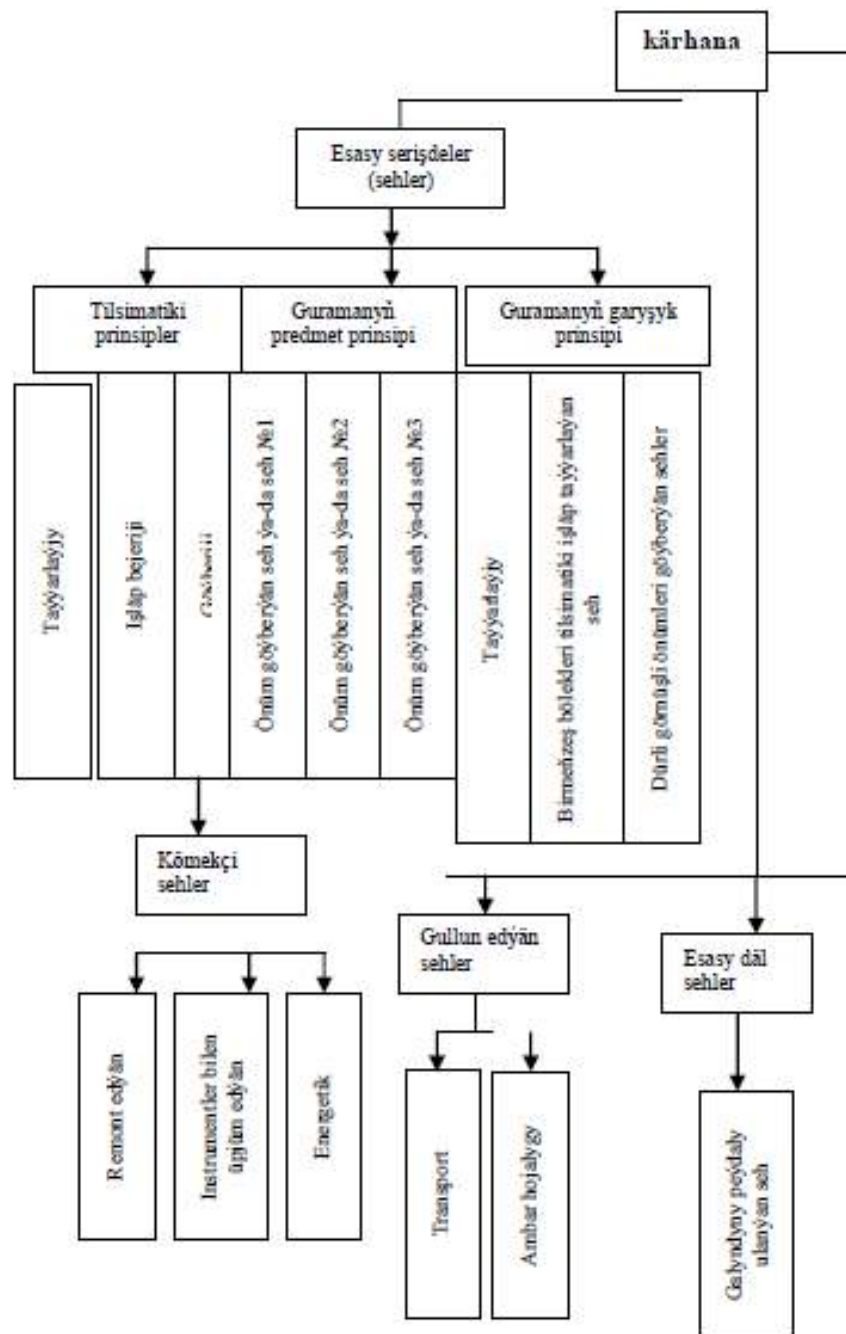 kärhana
Esasy serişdeler
(sehler)
Tilsimatiki
prinsipler
Guramanyň
predmet prinsipi
Guramanyň garyşyk
prinsipi
Taýýarlaýjy
Işläp bejeriji
Önüm göýberýän seh ýa-da seh №1
Önüm göýberýän seh ýa-da seh №2
Önüm göýberýän seh ýa-da seh №3
Taýýarlaýjy
Birmeňzeş bölekleri tilsimatiki işläp taýýarlaýan
seh
Dürli görnüşli önümleri göýberýän sehler
Kömekçi
sehler
Gullun edýän
sehler
Esasy däl
sehler
Remont edýän
Instrumentler bilen
üpjüm edýän
Energetik
Transport
Ambar hojalygy
Galyndyny peýdaly
ulanýan seh